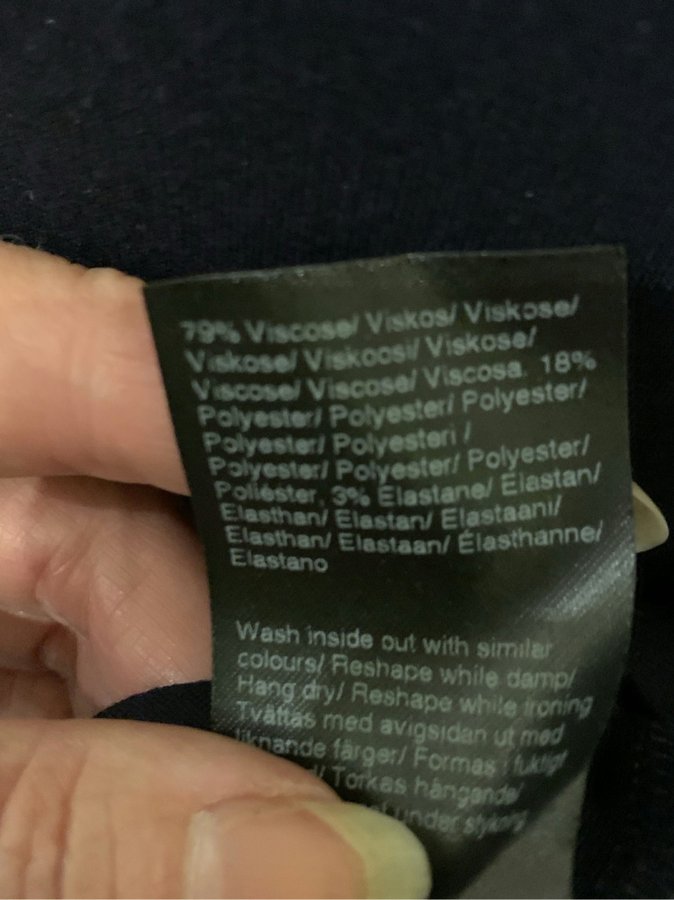 79% Viscose/ Viskos/ Viskose/
Viskose/ Viskoosi/ Viskose/
Viscose/ Viscose/ Viscosa. 18%
Polyester/ Polyester/ Polyester/
Polyester/ Polyesteri /
Polyester/ Polyester/ Polyester/
Poliéster, 3% Elastane/ Elastan/
Elasthan/ Elastan/ Elastaani/
Elasthan/ Elastaan/ Élasthanne/
Elastano
Wash inside out with similar
colours/ Reshape while damp/
Hang dry/ Reshape while ironing
Tvättas med avigsidan ut med
liknande färger/ Formas i fuktigt
Torkas hängande/
under